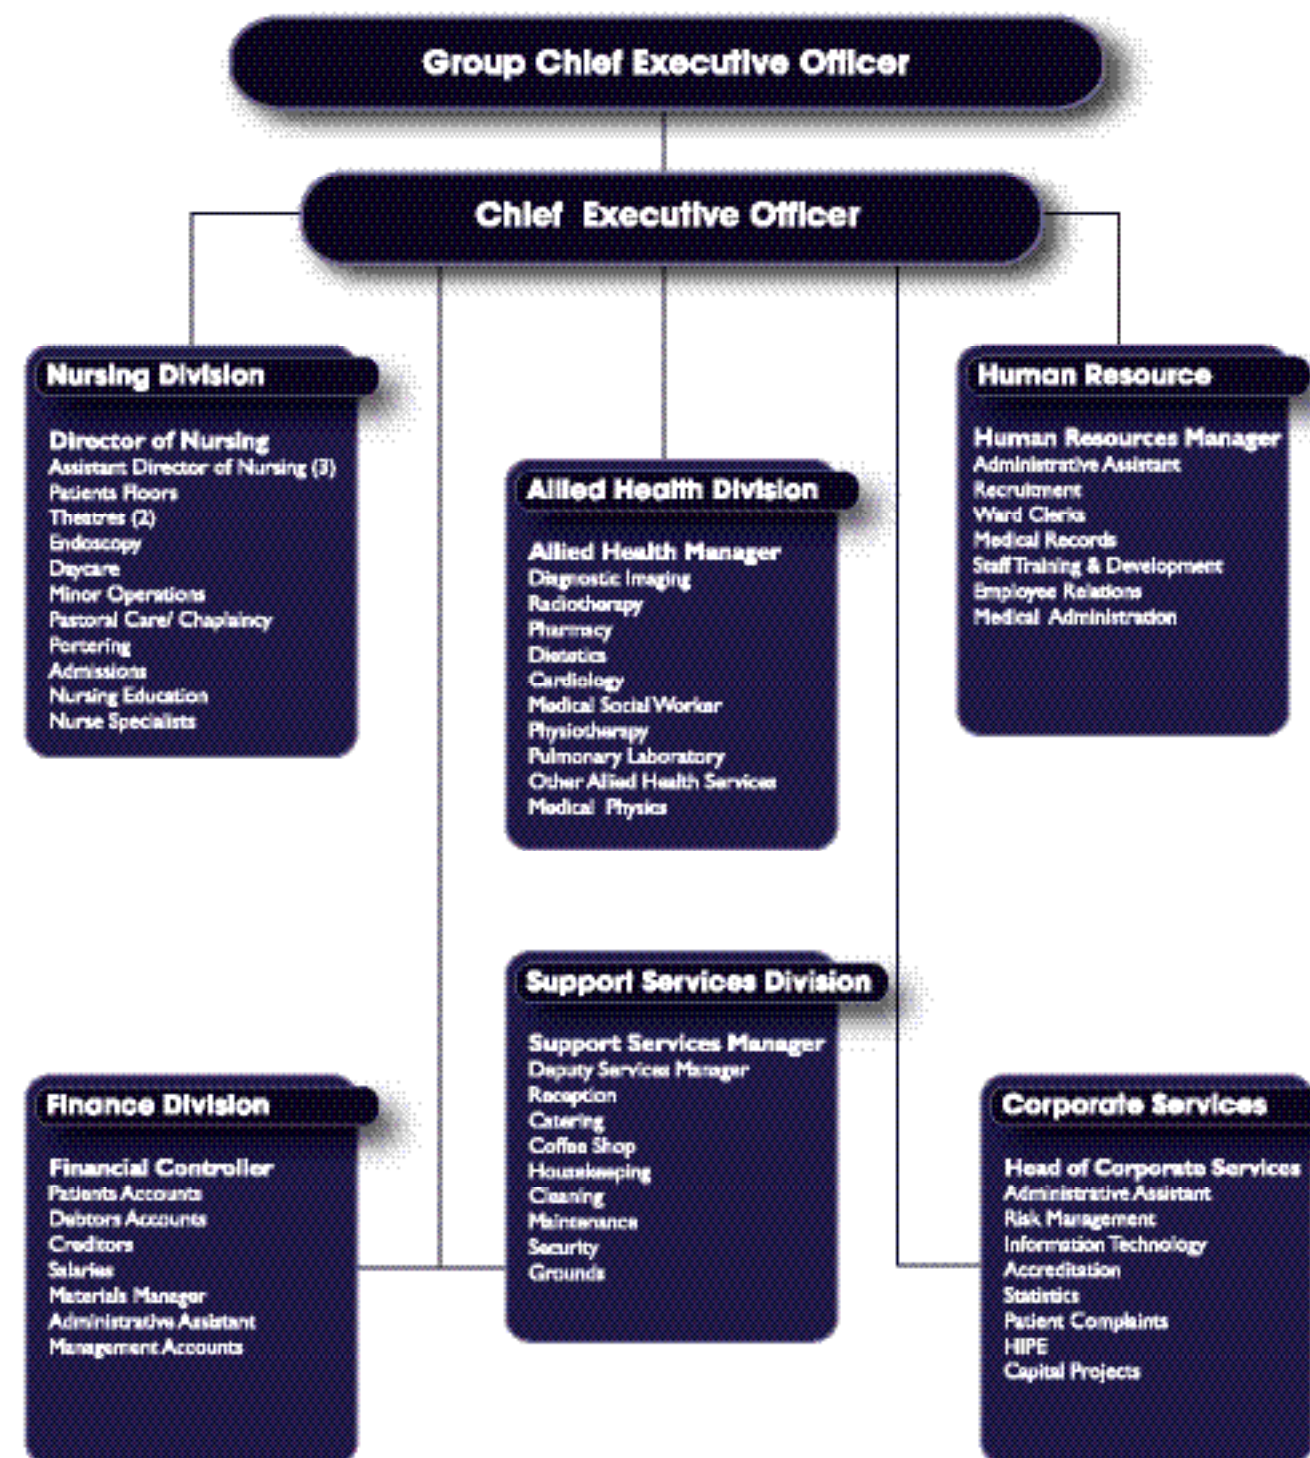 Group Chief Executive Officer
Chief Executive Officer
Nursing Division
Director of Nursing
Assistant Director of Nursing (3)
Patients Floors
Theatres (2)
Endoscopy
Daycare
Minor Operations
Pastoral Care/ Chaplaincy
Portering
Admissions
Nursing Education
Nurse Specialists
Allied Health Division
Allied Health Manager
Diagnostic Imaging
Radiotherapy
Pharmacy
Dietetics
Cardiology
Medical Social Worker
Physiotherapy
Pulmonary Laboratory
Other Allied Health Services
Medical Physics
Human Resource
Human Resources Manager
Administrative Assistant
Recruitment
Ward Clerks
Medical Records
Staff Training & Development
Employee Relations
Medical Administration
Finance Division
Financial Controller
Patients Accounts
Debtors Accounts
Creditors
Salaries
Materials Manager
Administrative Assistant
Management Accounts
Support Services Division
Support Services Manager
Deputy Services Manager
Reception
Catering
Coffee Shop
Housekeeping
Cleaning
Maintenance
Security
Grounds
Corporate Services
Head of Corporate Services
Administrative Assistant
Risk Management
Information Technology
Accreditation
Statistics
Patient Complaints
HIPE
Capital Projects